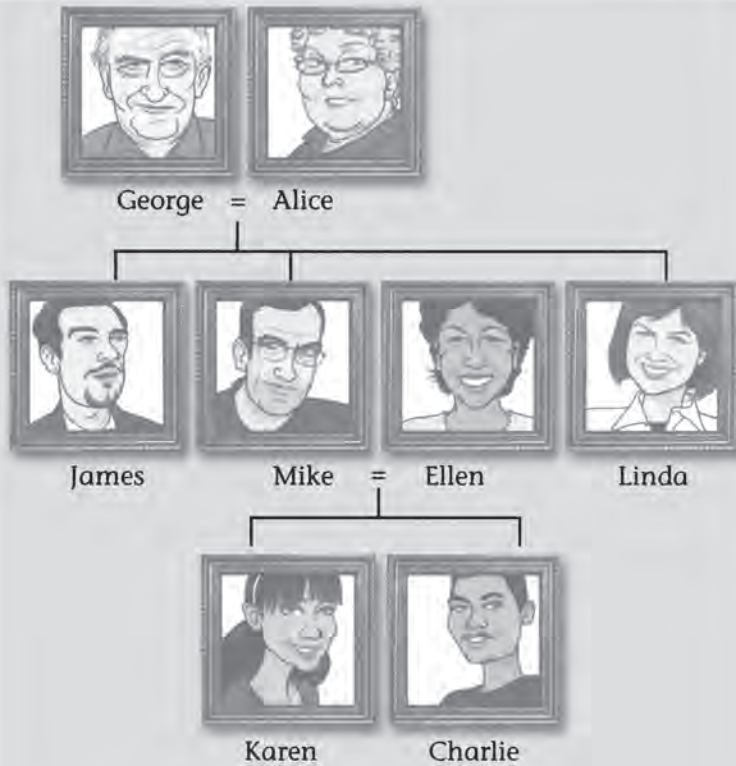 George = Alice
James Mike = Ellen Linda
Karen Charlie